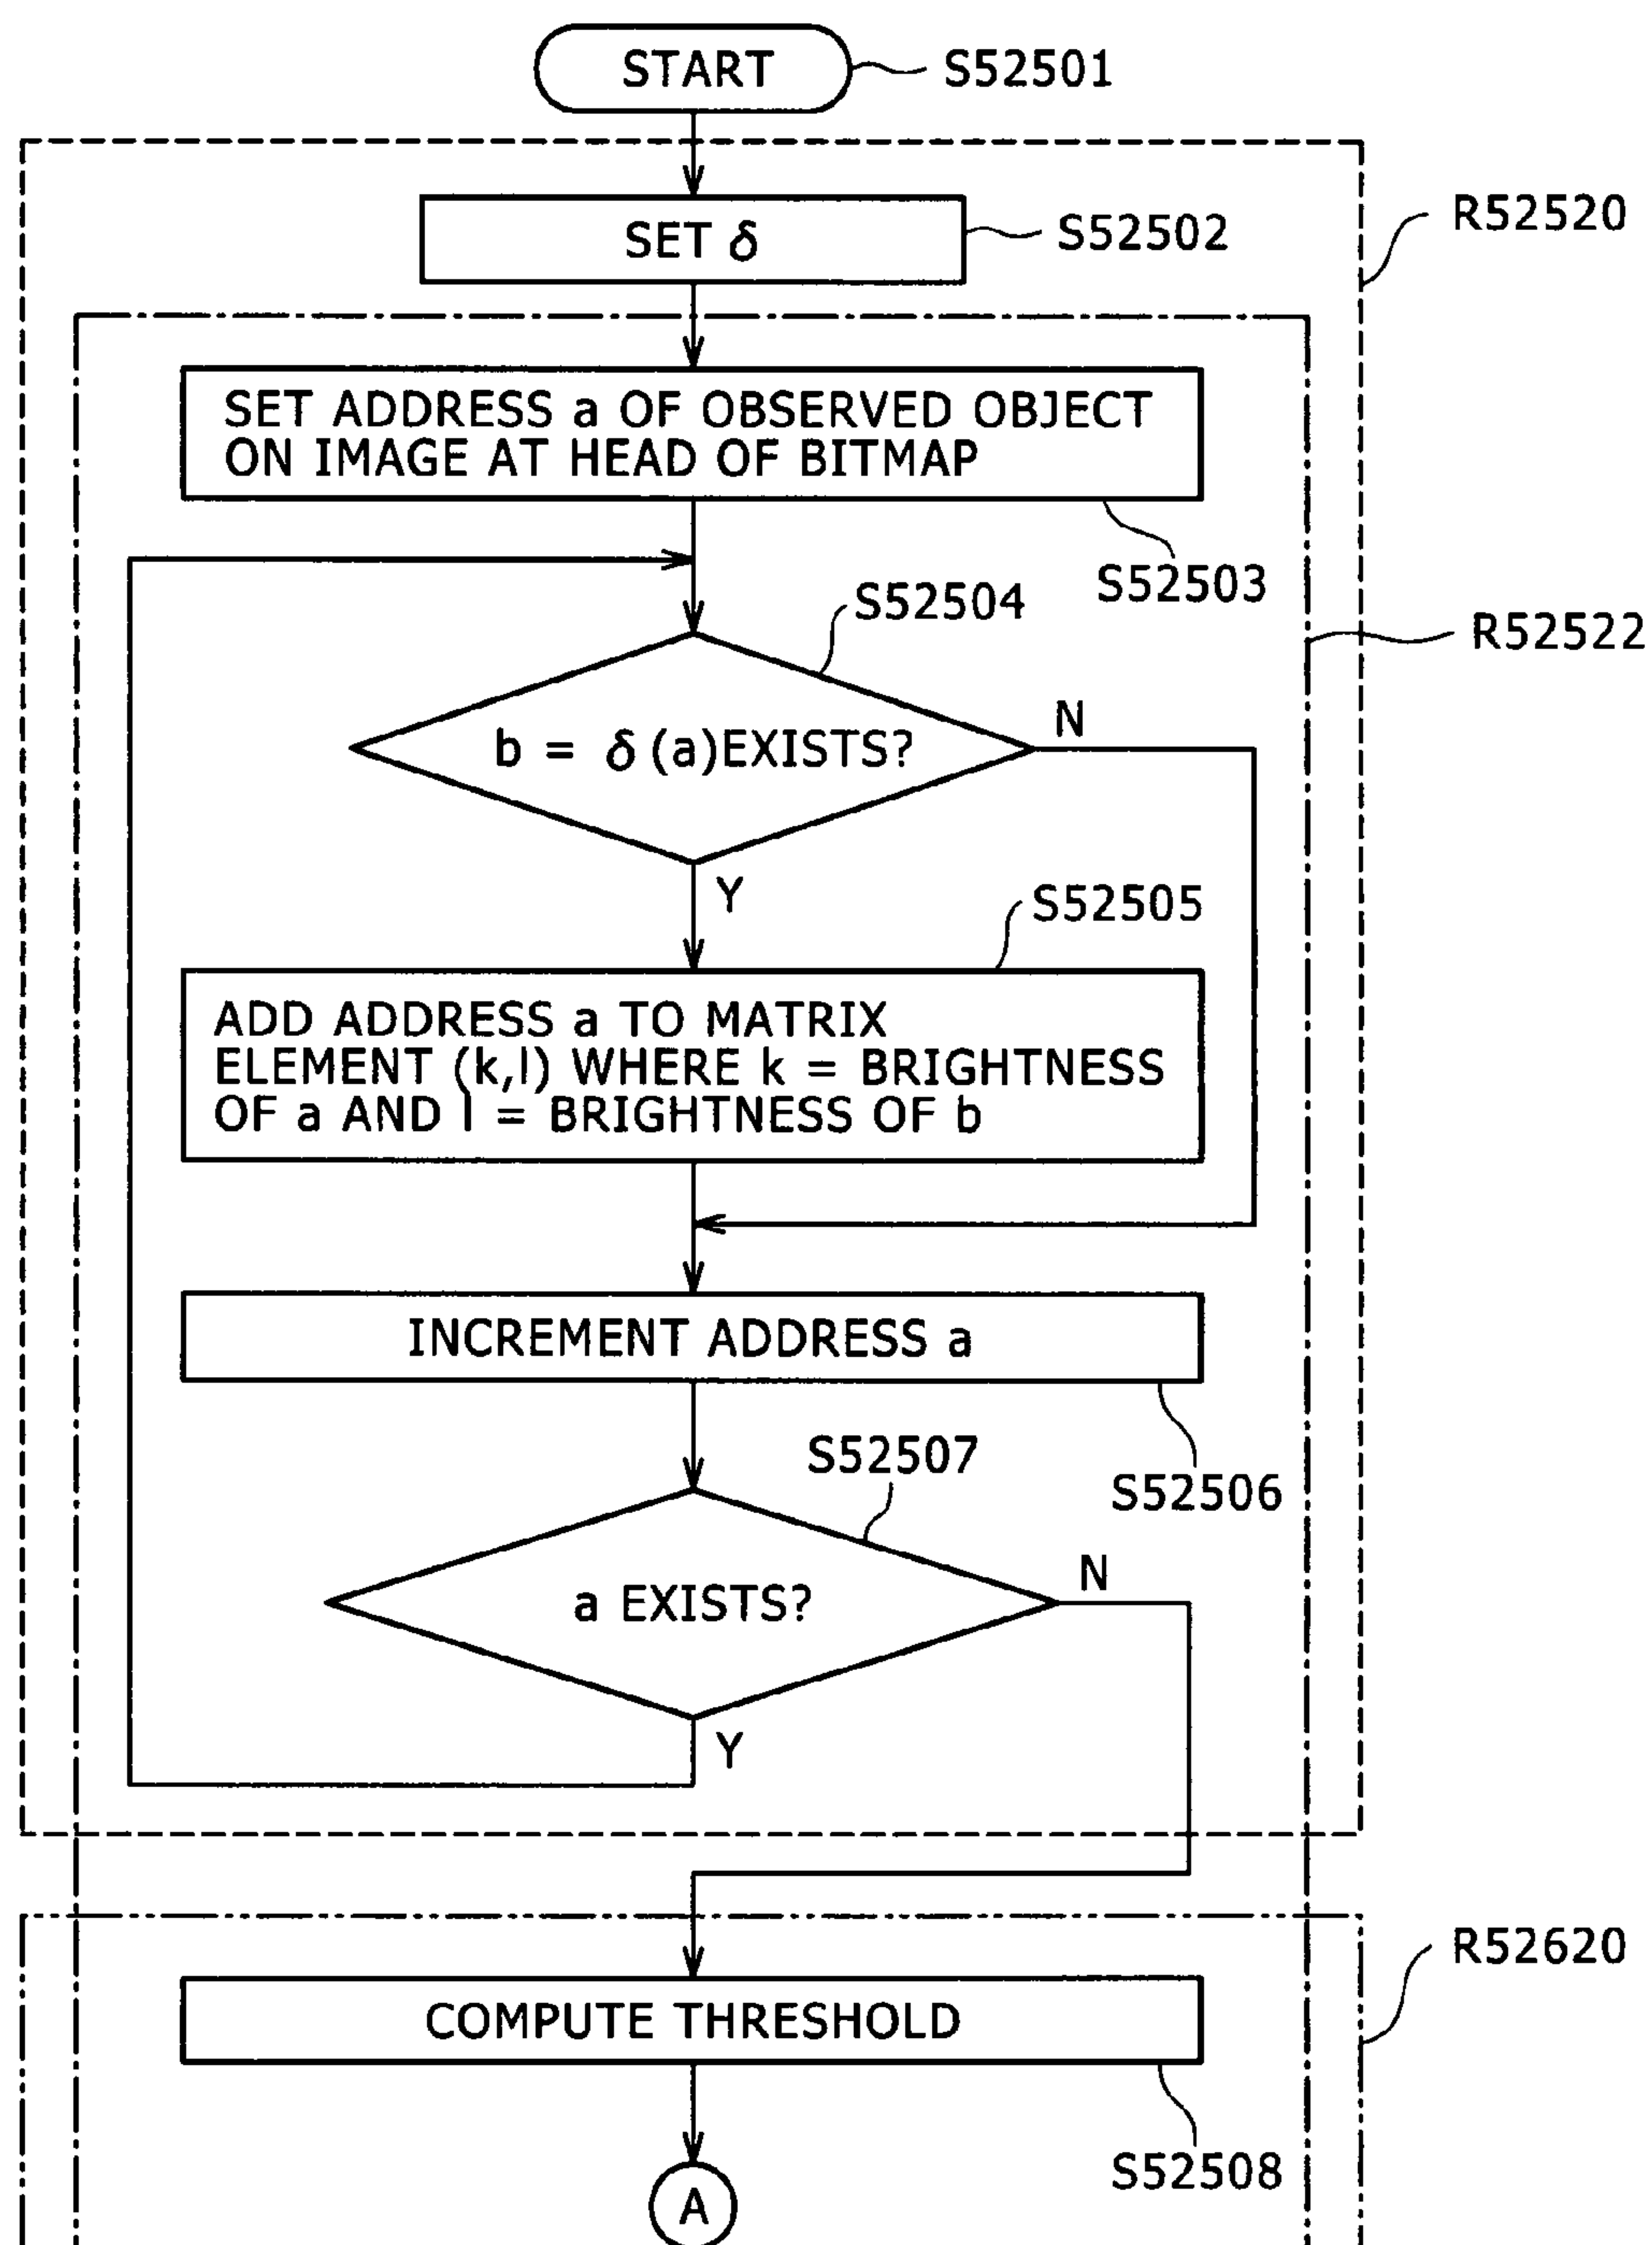 START
S52501
R52520
SET δ
S52502
SET ADDRESS a OF OBSERVED OBJECT
ON IMAGE AT HEAD OF BITMAP
S52503
S52504
R52522
b = δ (a)EXISTS?
N
Y
S52505
ADD ADDRESS a TO MATRIX
ELEMENT (k,l) WHERE k = BRIGHTNESS
OF a AND l = BRIGHTNESS OF b
INCREMENT ADDRESS a
S52506
S52507
a EXISTS?
N
Y
R52620
COMPUTE THRESHOLD
S52508
A